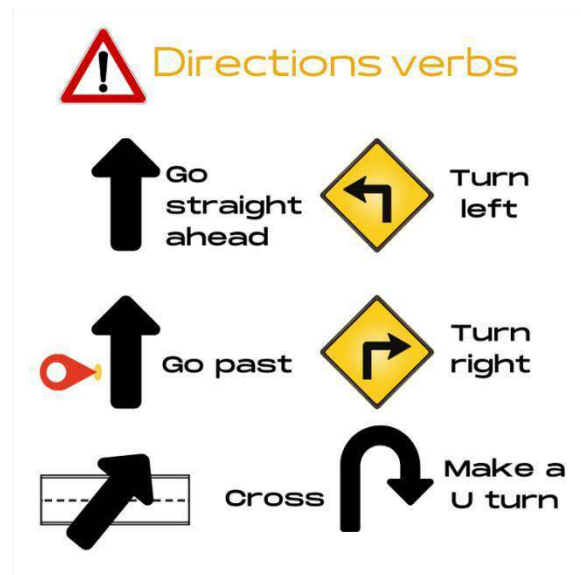 Directions verbs
Go
straight
ahead
Turn
left
Go past
Turn
right
Cross
Make a
U turn